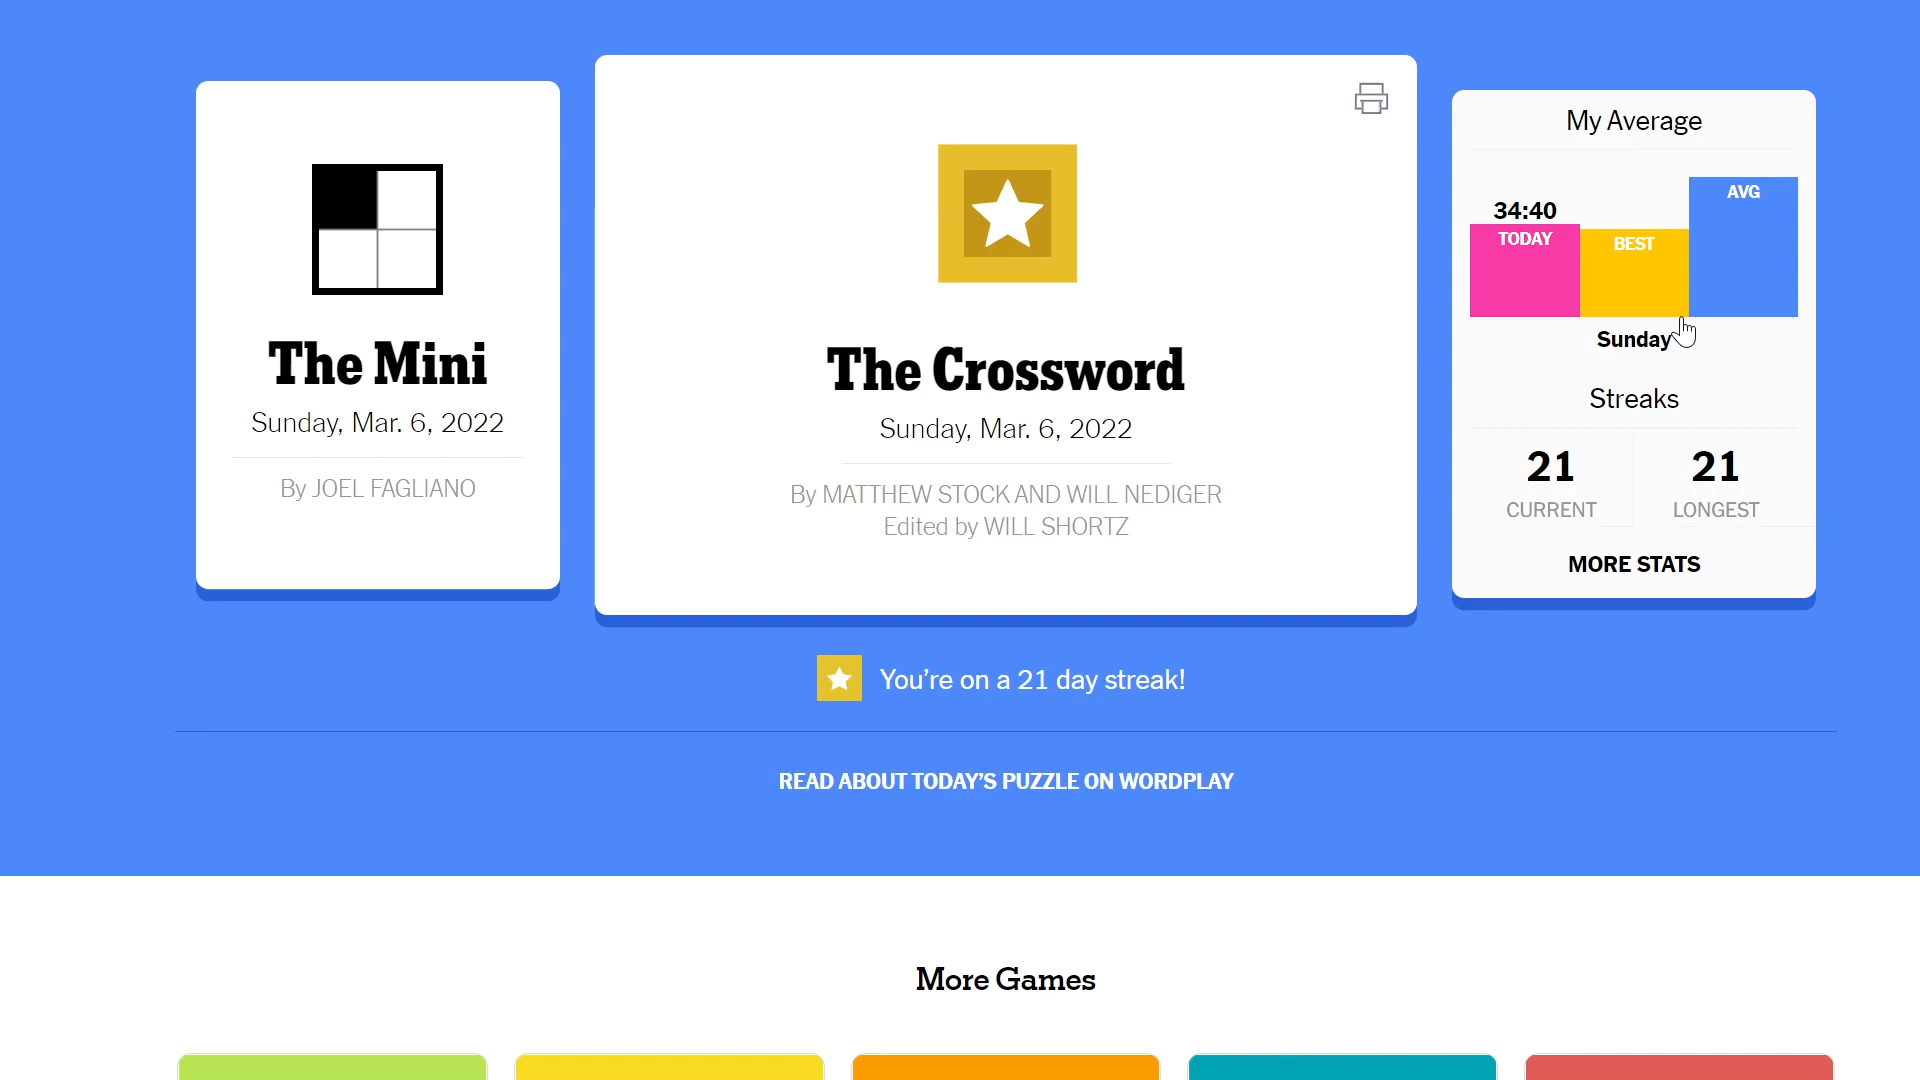 The Mini
Sunday, Mar. 6, 2022
By JOEL FAGLIANO
The Crossword
Sunday, Mar. 6, 2022
By MATTHEW STOCK AND WILL NEDIGER
Edited by WILL SHORTZ
My Average
34:40
TODAY
BEST
AVG
Sunday
Streaks
21
CURRENT
21
LONGEST
MORE STATS
You’re on a 21 day streak!
READ ABOUT TODAY’S PUZZLE ON WORDPLAY
More Games